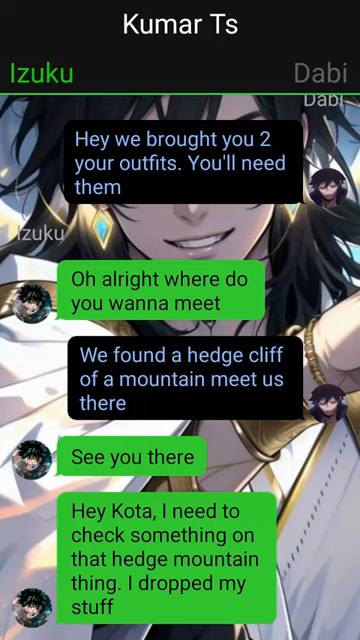 Kumar Ts
Izuku
Dabi
Dabi
Hey we brought you 2
your outfits. You'll need
them
Izuku
Oh alright where do
you wanna meet
We found a hedge cliff
of a mountain meet us
there
See you there
Hey Kota, I need to
check something on
that hedge mountain
thing. I dropped my
stuff